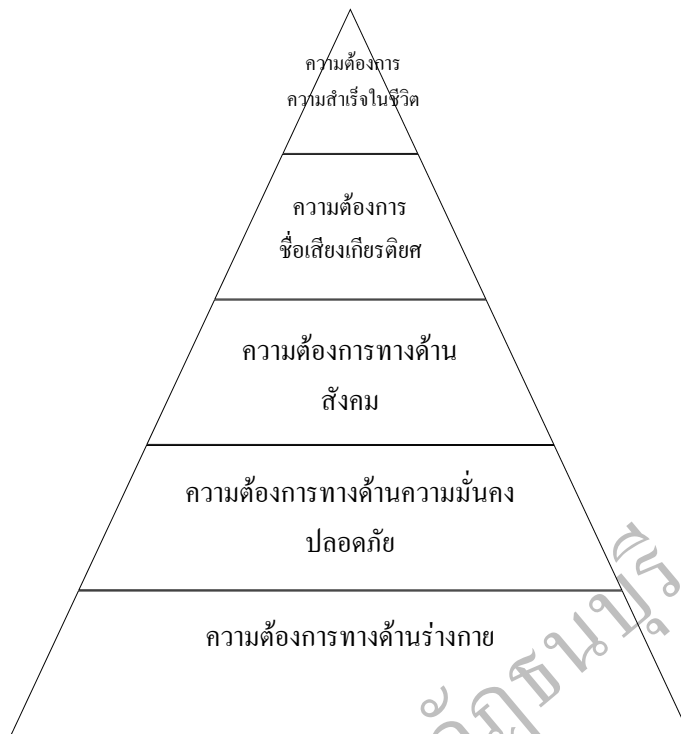 ความต้องการ
ความสำเร็จในชีวิต
ความต้องการ
ชื่อเสียงเกียรติยศ
ความต้องการทางด้าน
สังคม
ความต้องการทางด้านความมั่นคง
ปลอดภัย
ความต้องการทางด้านร่างกาย